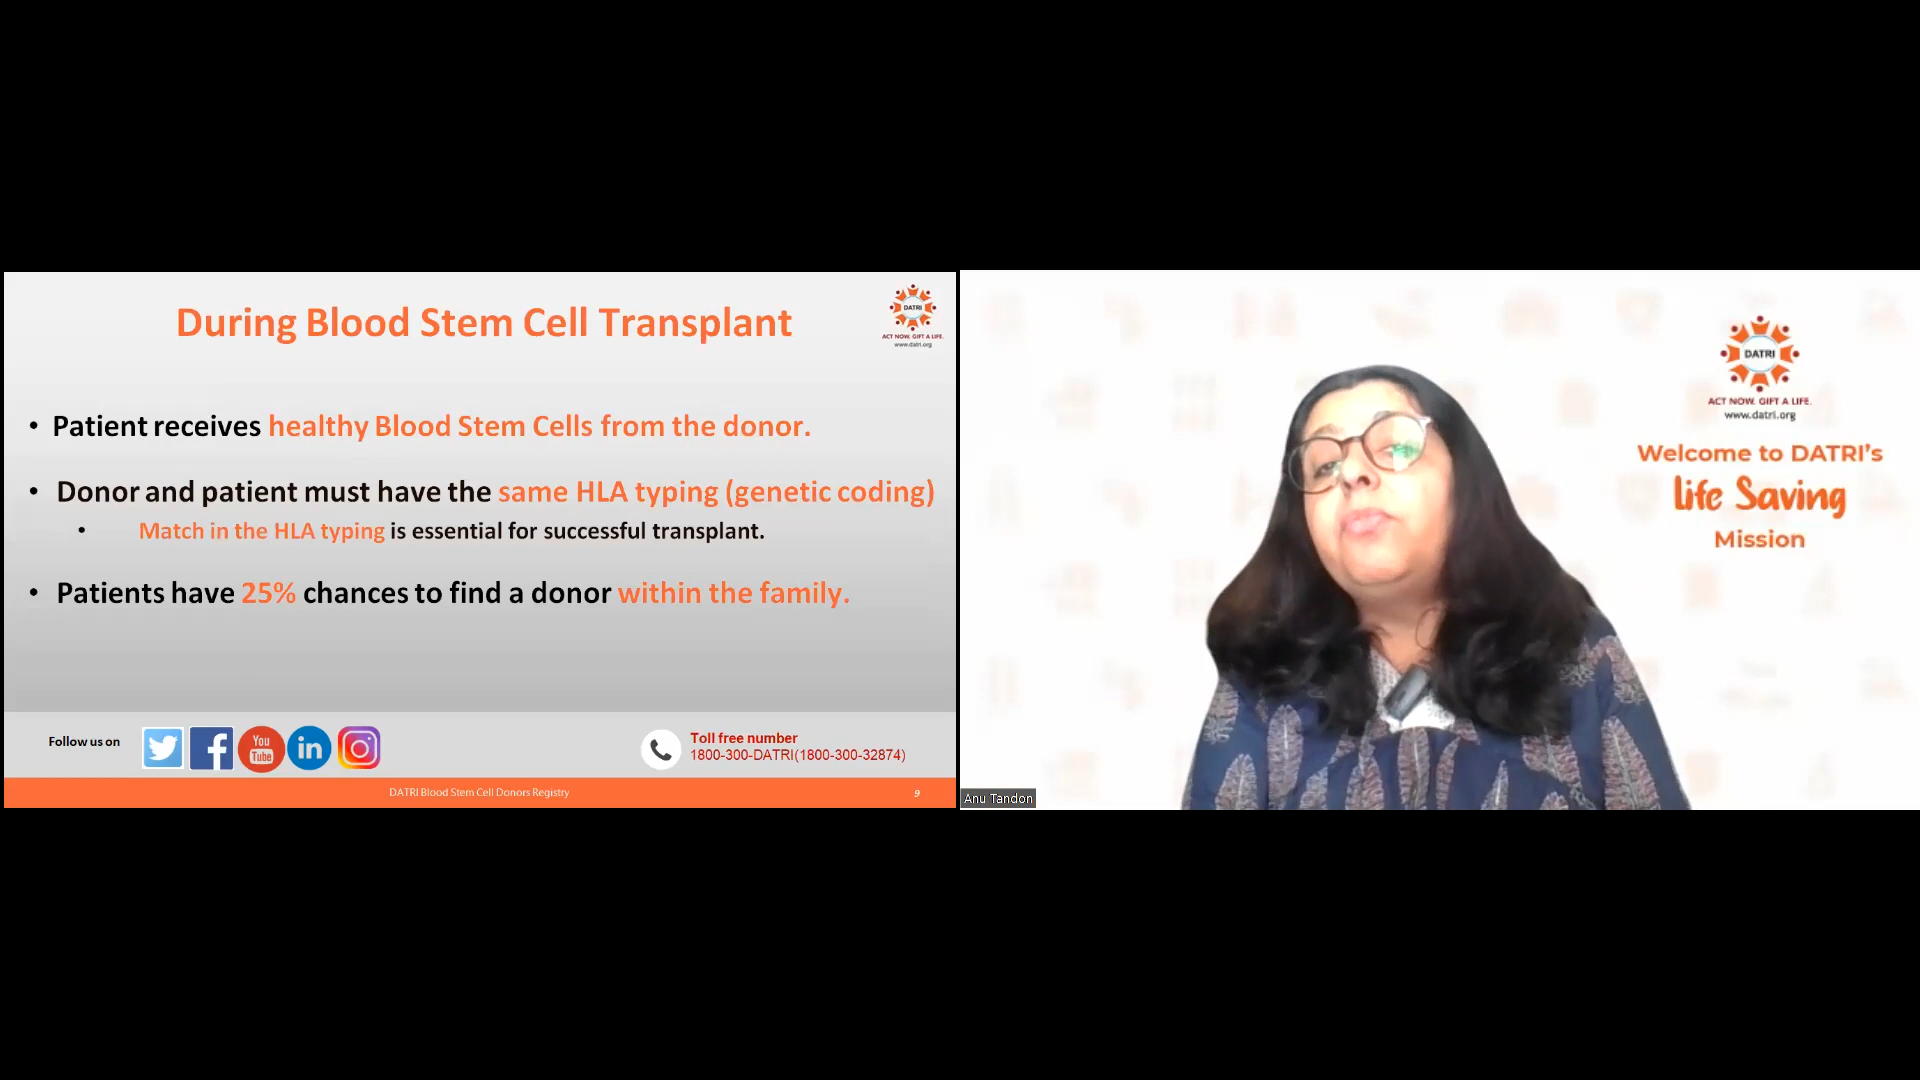 During Blood Stem Cell Transplant
DATRI
ACT NOW. GIFT A LIFE.
www.datri.org
• Patient receives healthy Blood Stem Cells from the donor.
• Donor and patient must have the same HLA typing (genetic coding)
• Match in the HLA typing is essential for successful transplant.
• Patients have 25% chances to find a donor within the family.
Follow us on
You
Tube
in
Toll free number
1800-300-DATRI(1800-300-32874)
DATRI Blood Stem Cell Donors Registry
9
DATRI
ACT NOW. GIFT A LIFE.
www.datri.org
Welcome to DATRI's
life Saving
Mission
Anu Tandon